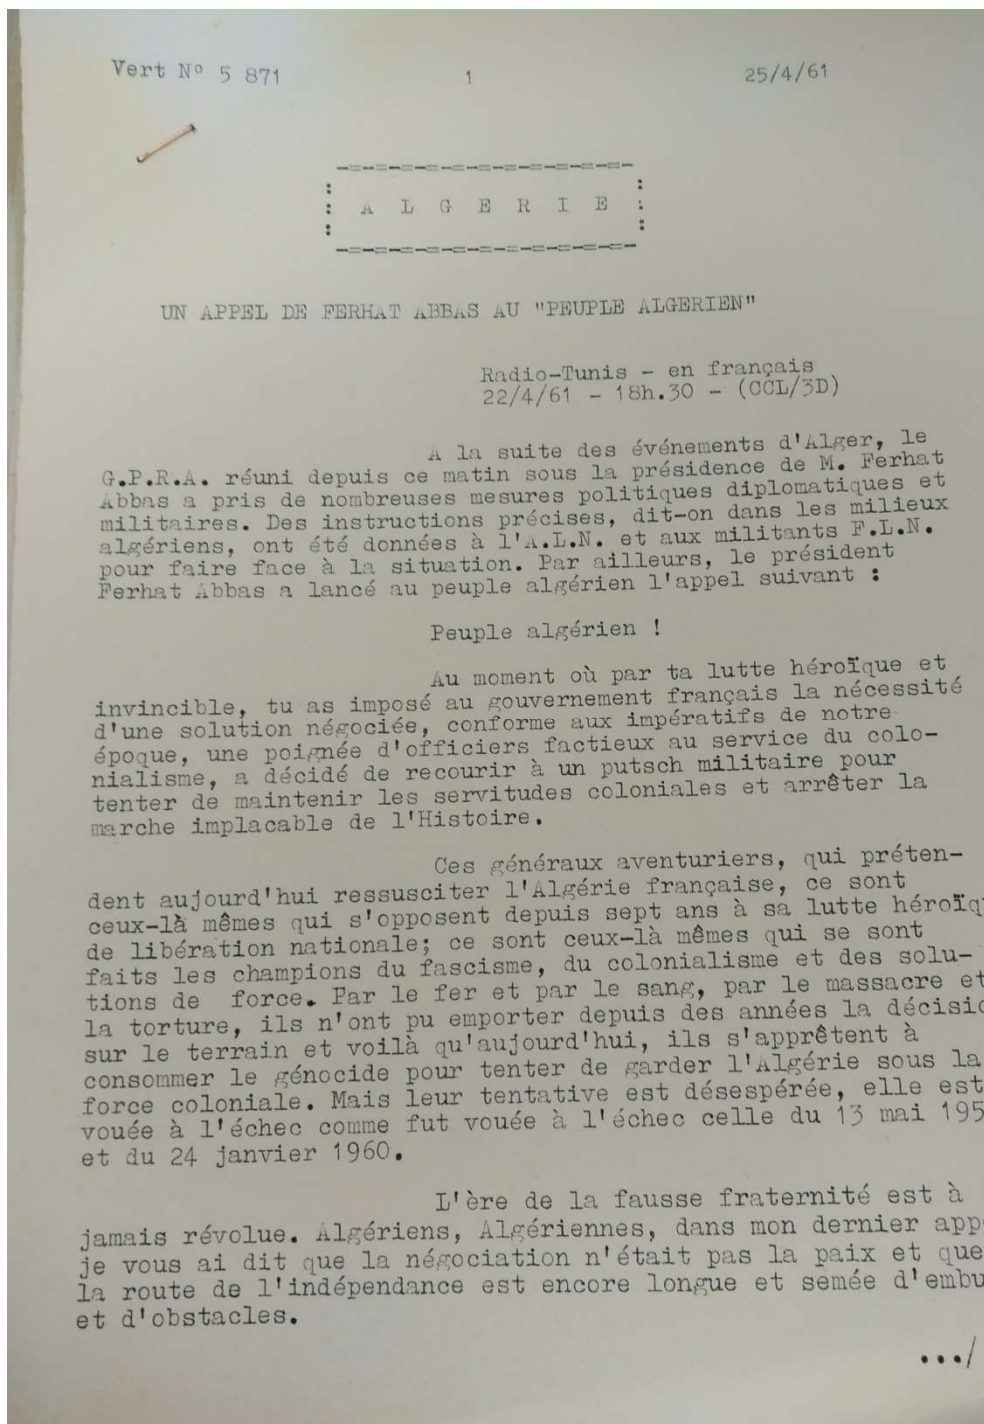 Vert Nº 5 871 1 25/4/61
-=-=-=-=-=-=-=-=-=-=-=-
: A L G E R I E :
-=-=-=-=-=-=-=-=-=-=-=-
UN APPEL DE FERHAT ABBAS AU "PEUPLE ALGERIEN"
Radio-Tunis - en français
22/4/61 - 18h.30 - (CCL/3D)
A la suite des événements d'Alger, le
G.P.R.A. réuni depuis ce matin sous la présidence de M. Ferhat
Abbas a pris de nombreuses mesures politiques diplomatiques et
militaires. Des instructions précises, dit-on dans les milieux
algériens, ont été données à l'A.L.N. et aux militants F.L.N.
pour faire face à la situation. Par ailleurs, le président
Ferhat Abbas a lancé au peuple algérien l'appel suivant :
Peuple algérien !
Au moment où par ta lutte héroïque et
invincible, tu as imposé au gouvernement français la nécessité
d'une solution négociée, conforme aux impératifs de notre
époque, une poignée d'officiers factieux au service du colo-
nialisme, a décidé de recourir à un putsch militaire pour
tenter de maintenir les servitudes coloniales et arrêter la
marche implacable de l'Histoire.
Ces généraux aventuriers, qui préten-
dent aujourd'hui ressusciter l'Algérie française, ce sont
ceux-là mêmes qui s'opposent depuis sept ans à sa lutte héroïq
de libération nationale; ce sont ceux-là mêmes qui se sont
faits les champions du fascisme, du colonialisme et des solu-
tions de force. Par le fer et par le sang, par le massacre et
la torture, ils n'ont pu emporter depuis des années la décisio
sur le terrain et voilà qu'aujourd'hui, ils s'apprêtent à
consommer le génocide pour tenter de garder l'Algérie sous la
force coloniale. Mais leur tentative est désespérée, elle est
vouée à l'échec comme fut vouée à l'échec celle du 13 mai 195
et du 24 janvier 1960.
L'ère de la fausse fraternité est à
jamais révolue. Algériens, Algériennes, dans mon dernier app
je vous ai dit que la négociation n'était pas la paix et que
la route de l'indépendance est encore longue et semée d'embu
et d'obstacles.
.../